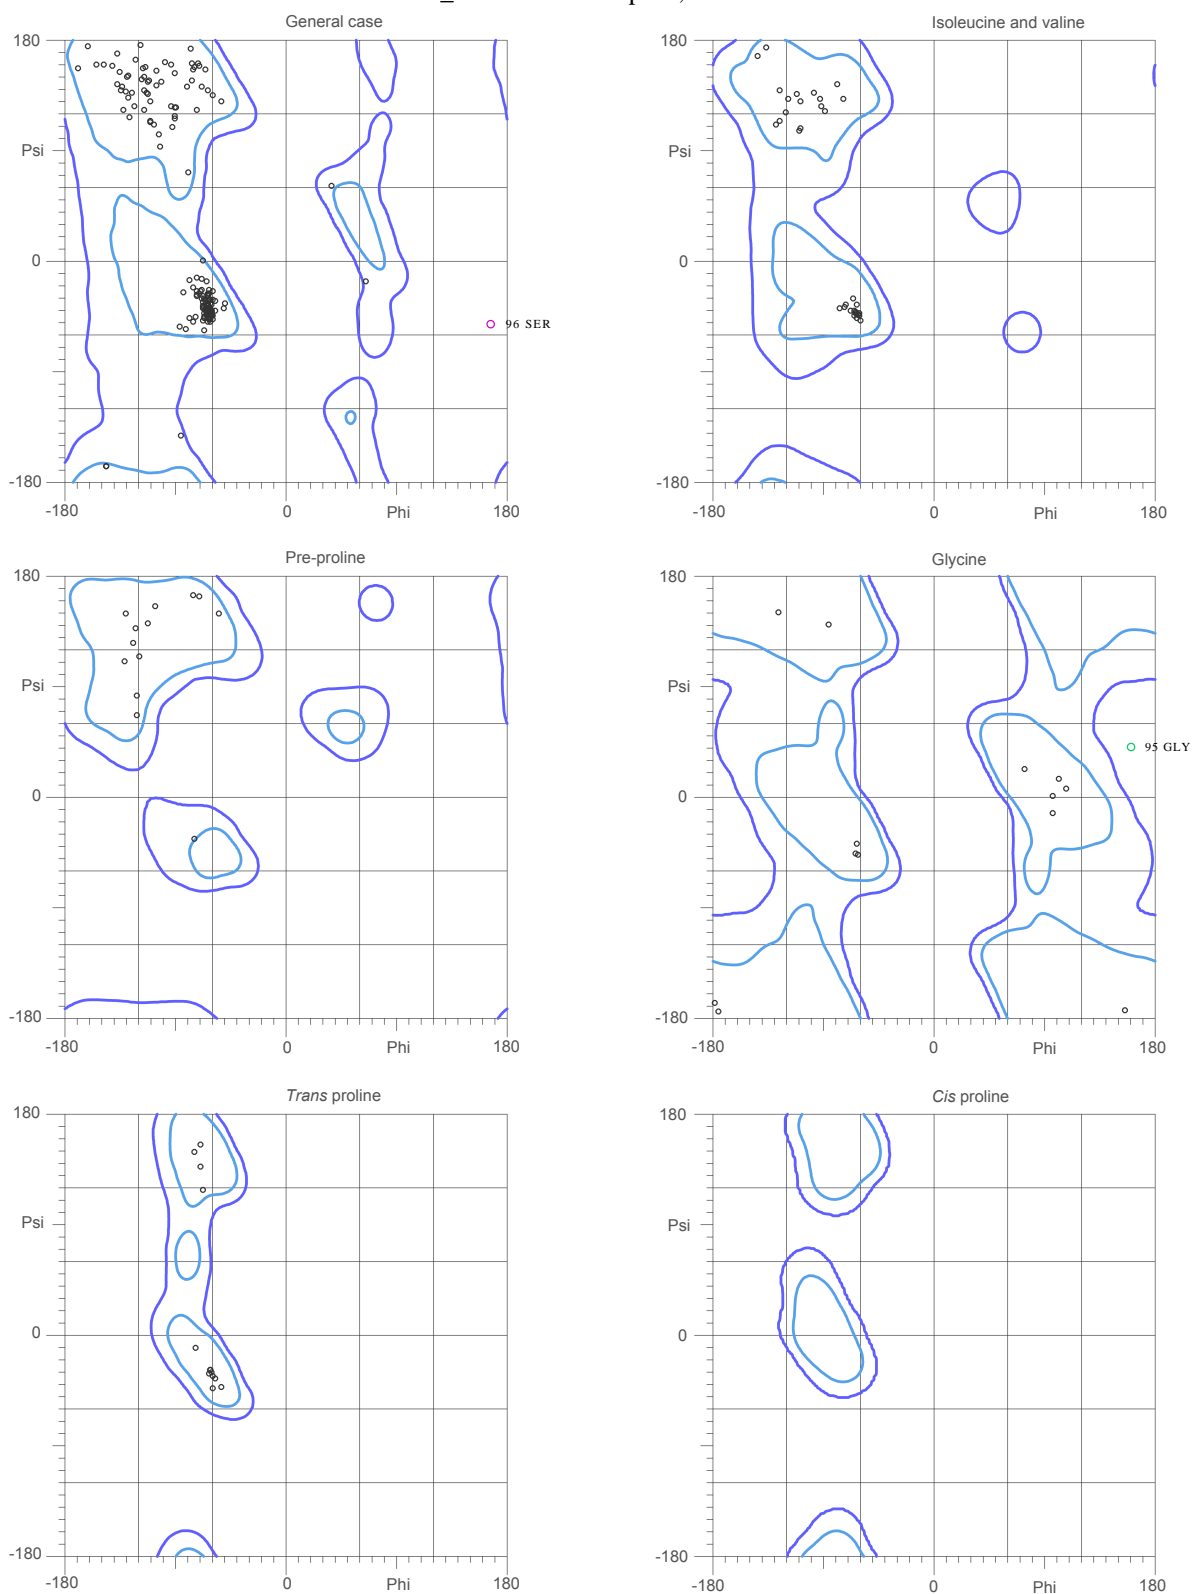 General case
180
Psi
0
-180
-180
0
Phi
180
96 SER
Isoleucine and valine
180
Psi
0
-180
-180
0
Phi
180
Pre-proline
180
Psi
0
-180
-180
0
Phi
180
Glycine
180
Psi
0
-180
-180
0
Phi
180
95 GLY
Trans proline
180
Psi
0
-180
-180
0
Phi
180
Cis proline
180
Psi
0
-180
-180
0
Phi
180